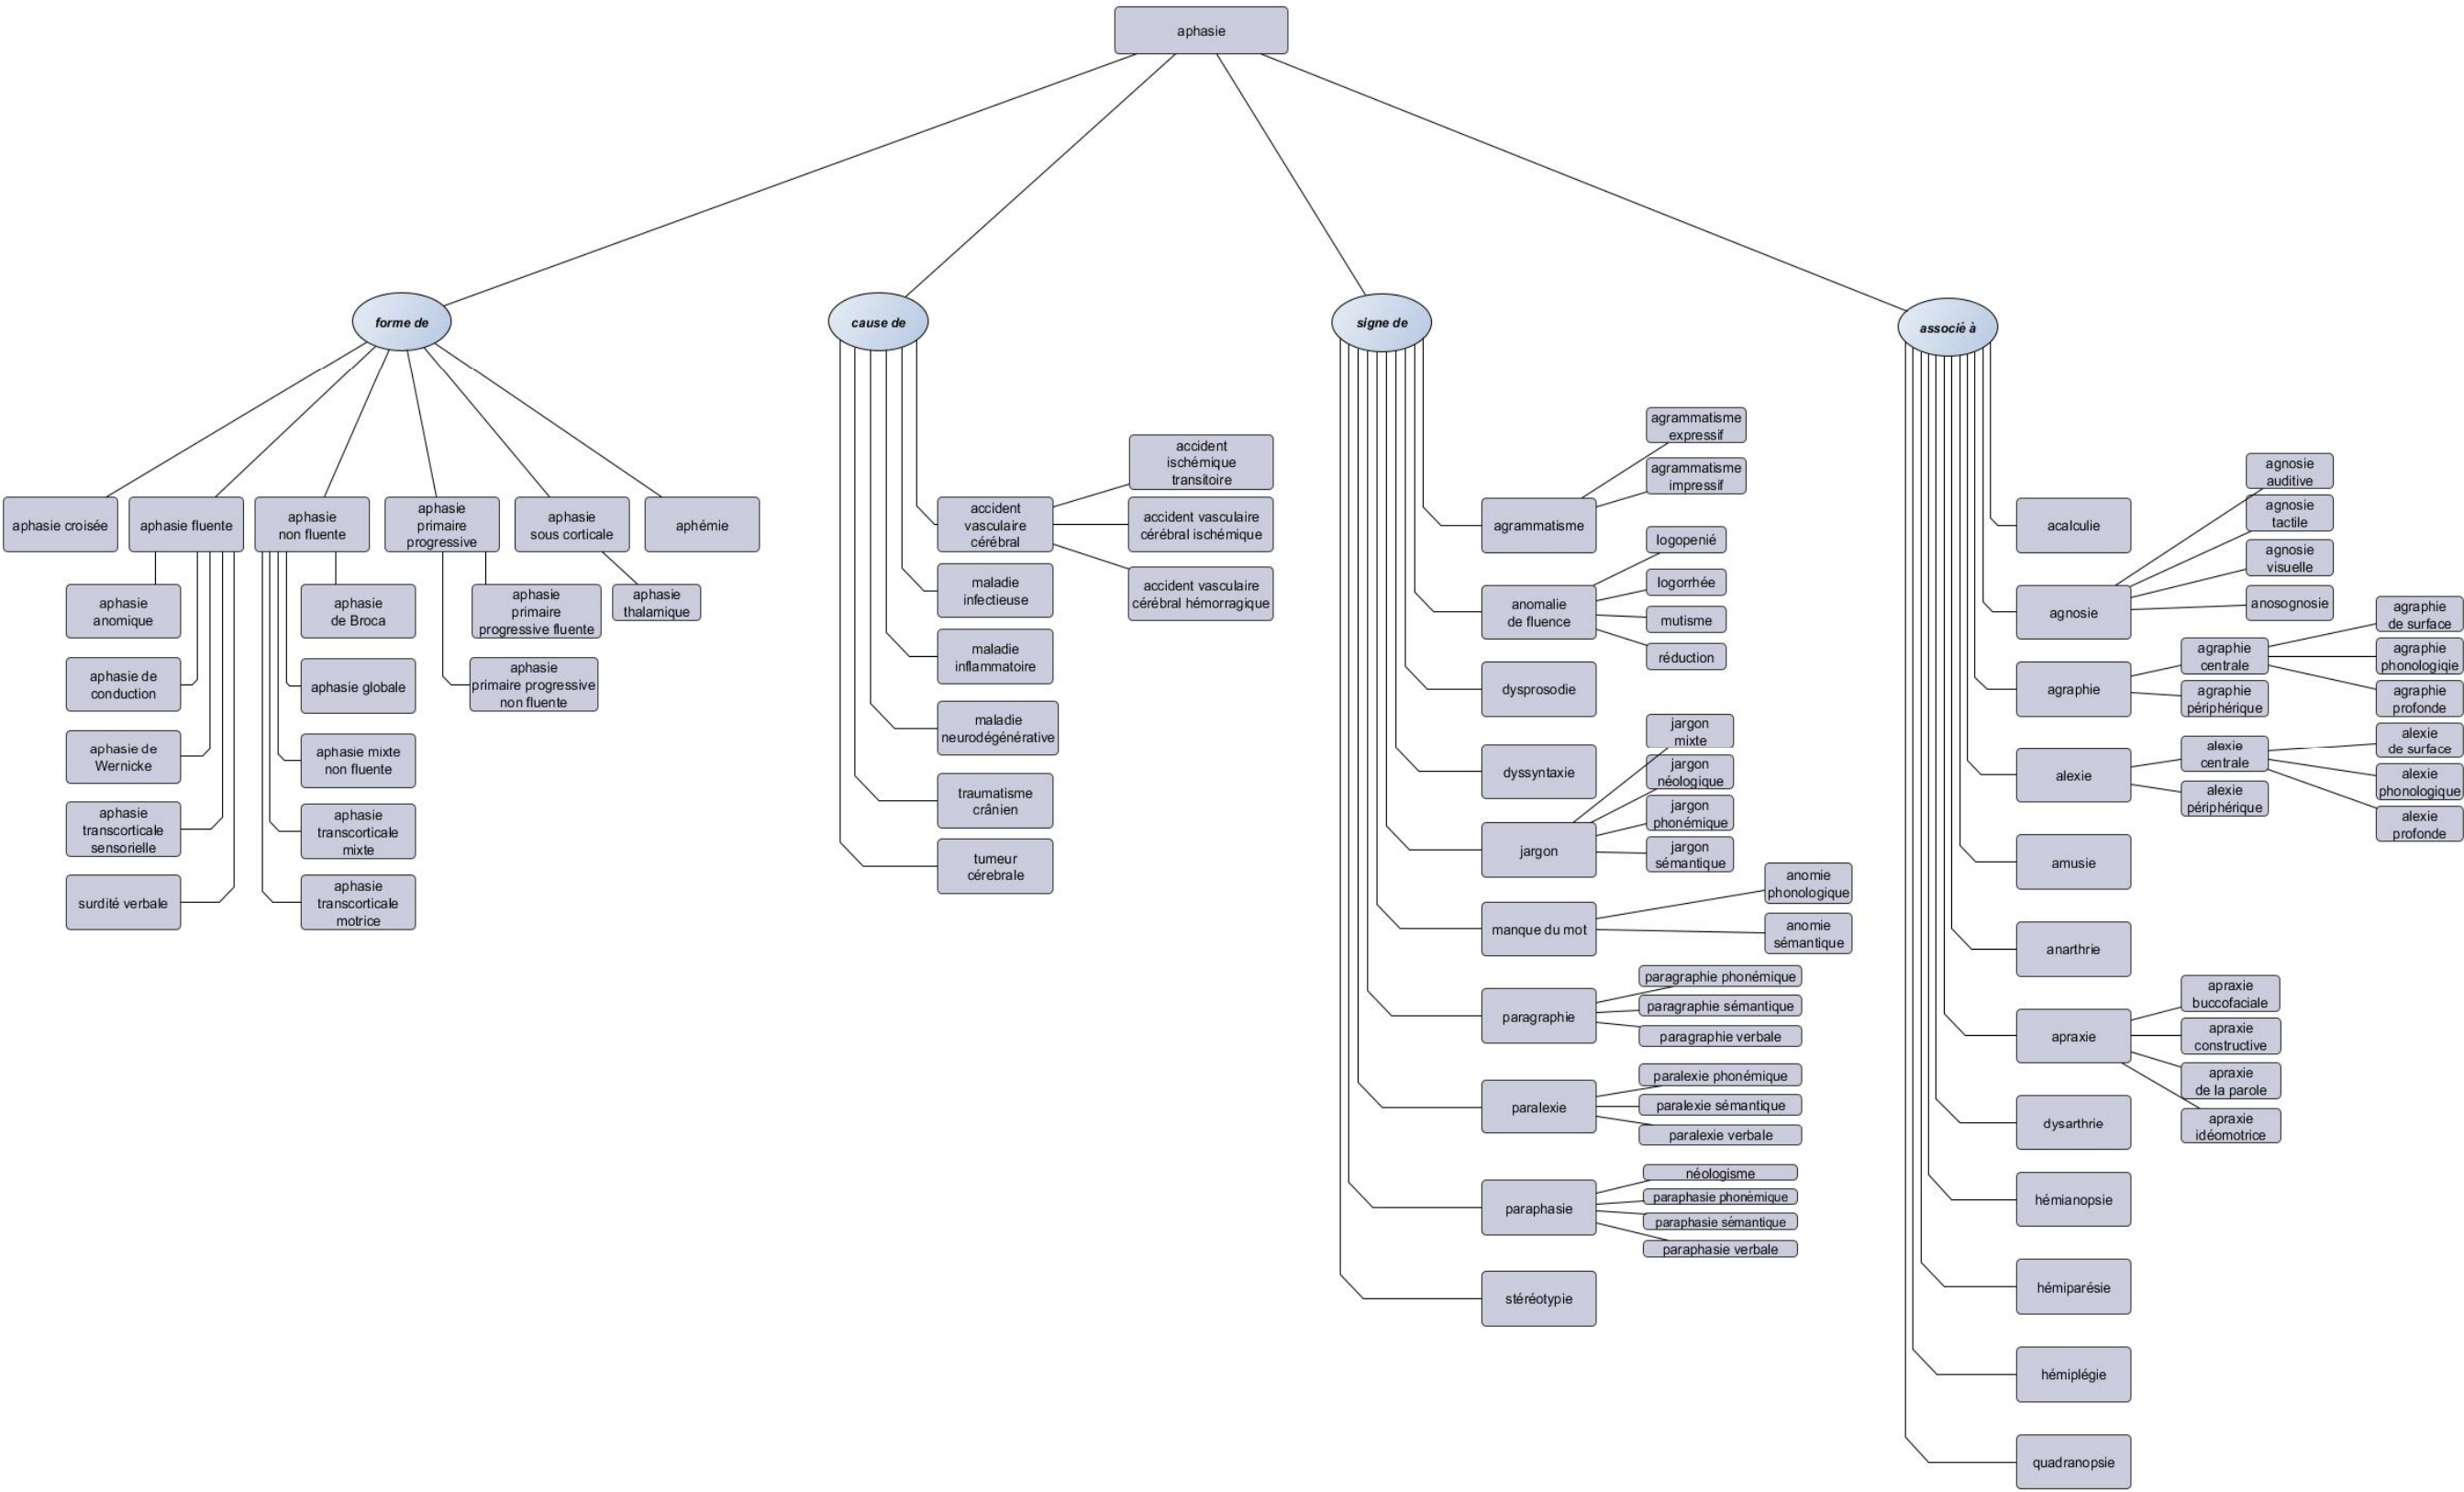 aphasie
forme de
cause de
signe de
associé à
aphasie croisée
aphasie fluente
aphasie
non fluente
aphasie
primaire
progressive
aphasie
sous corticale
aphémie
aphasie
anomique
aphasie de
conduction
aphasie de
Wernicke
aphasie
transcorticale
sensorielle
surdité verbale
aphasie
de Broca
aphasie globale
aphasie mixte
non fluente
aphasie
transcorticale
mixte
aphasie
transcorticale
motrice
aphasie
primaire
progressive fluente
aphasie
primaire progressive
non fluente
aphasie
thalamique
accident
vasculaire
cérébral
accident
ischémique
transitoire
accident vasculaire
cérébral ischémique
accident vasculaire
cérébral hémorragique
maladie
infectieuse
maladie
inflammatoire
maladie
neurodégénérative
traumatisme
crânien
tumeur
cérebrale
agrammatisme
agrammatisme
expressif
agrammatisme
impressif
anomalie
de fluence
logopenié
logorrhée
mutisme
réduction
dysprosodie
dyssyntaxie
jargon
jargon
mixte
jargon
néologique
jargon
phonémique
jargon
sémantique
manque du mot
anomie
phonologique
anomie
sémantique
paragraphie
paragraphie phonémique
paragraphie sémantique
paragraphie verbale
paralexie
paralexie phonémique
paralexie sémantique
paralexie verbale
paraphasie
néologisme
paraphasie phonémique
paraphasie sémantique
paraphasie verbale
stéréotypie
acalculie
agnosie
agnosie
auditive
agnosie
tactile
agnosie
visuelle
anosognosie
agraphie
agraphie
centrale
agraphie
périphérique
agraphie
de surface
agraphie
phonologiqie
agraphie
profonde
alexie
alexie
centrale
alexie
périphérique
alexie
de surface
alexie
phonologique
alexie
profonde
amusie
anarthrie
apraxie
apraxie
buccofaciale
apraxie
constructive
apraxie
de la parole
apraxie
idéomotrice
dysarthrie
hémianopsie
hémiparésie
hémiplégie
quadranopsie